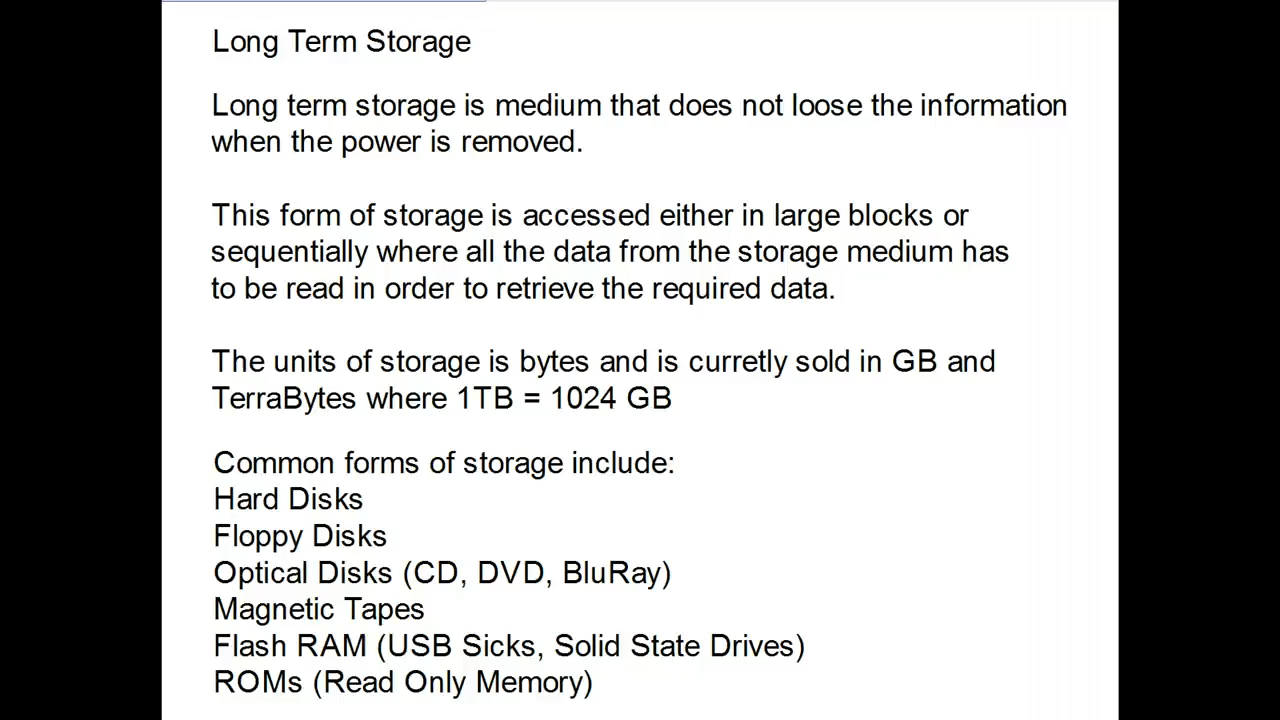 Long Term Storage
Long term storage is medium that does not loose the information
when the power is removed.
This form of storage is accessed either in large blocks or
sequentially where all the data from the storage medium has
to be read in order to retrieve the required data.
The units of storage is bytes and is curretly sold in GB and
TerraBytes where 1TB = 1024 GB
Common forms of storage include:
Hard Disks
Floppy Disks
Optical Disks (CD, DVD, BluRay)
Magnetic Tapes
Flash RAM (USB Sicks, Solid State Drives)
ROMs (Read Only Memory)